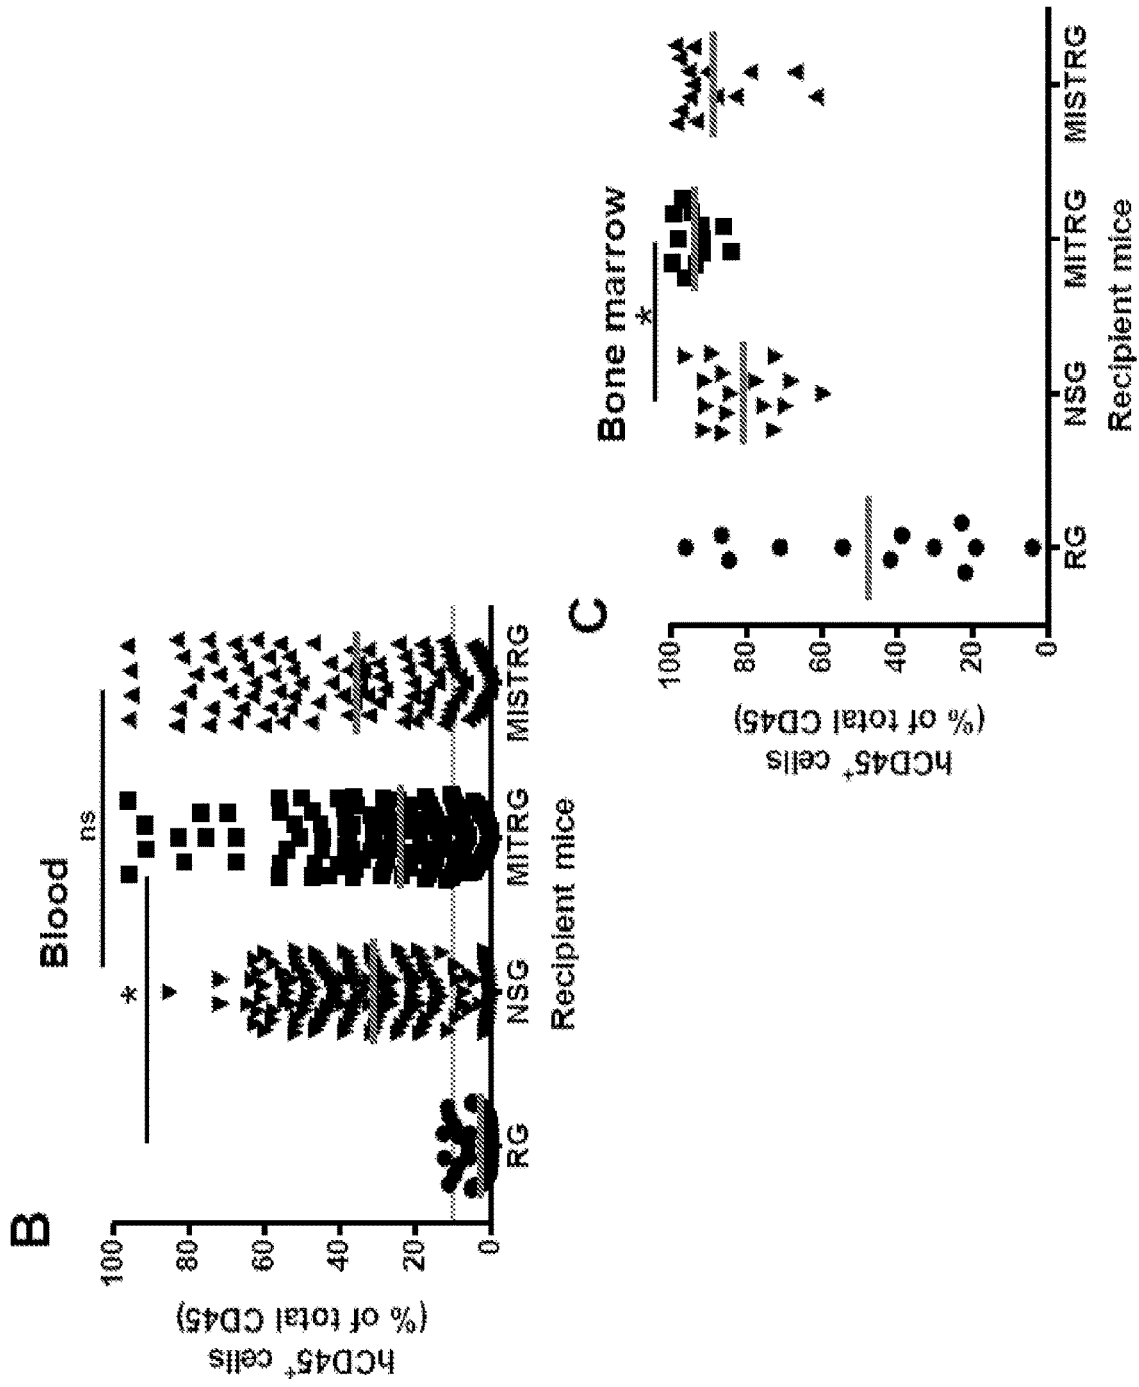 B
Blood
ns
*
100
80
60
40
20
0
hCD45+ cells
(% of total CD45)
RG
NSG
MITRG
MISTRG
Recipient mice
C
Bone marrow
*
100
80
60
40
20
0
hCD45+ cells
(% of total CD45)
RG
NSG
MITRG
MISTRG
Recipient mice